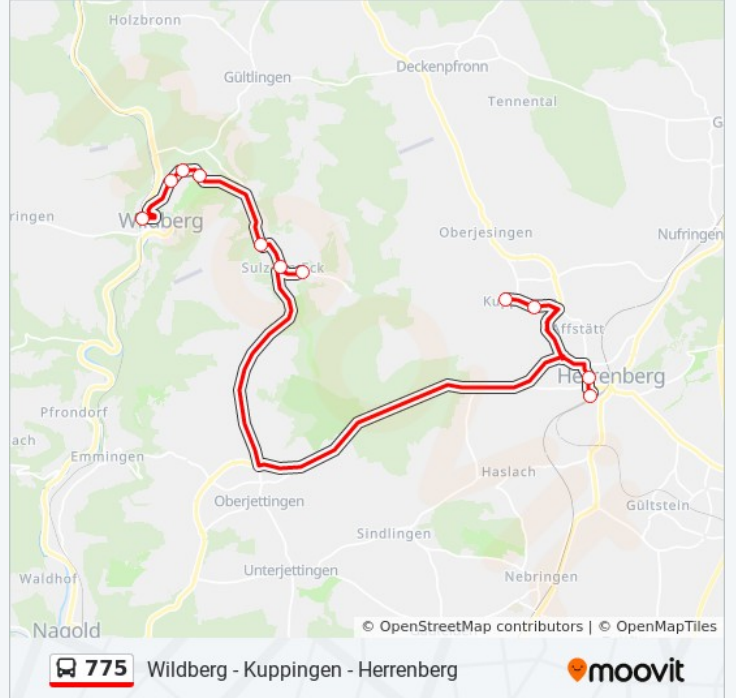 Holzbronn
Gültlingen
Deckenpfronn
Tennental
G
ringen
Wildberg
Oberjesingen
Nufringen
Sulz Eck
Ku
Affstätt
Herrenberg
Pfrondorf
ach
Emmingen
Haslach
Oberjettingen
Gültstein
Sindlingen
Unterjettingen
Waldhof
Nebringen
Nagold
© OpenStreetMap contributors | © OpenMapTiles
775 Wildberg - Kuppingen - Herrenberg
moovit